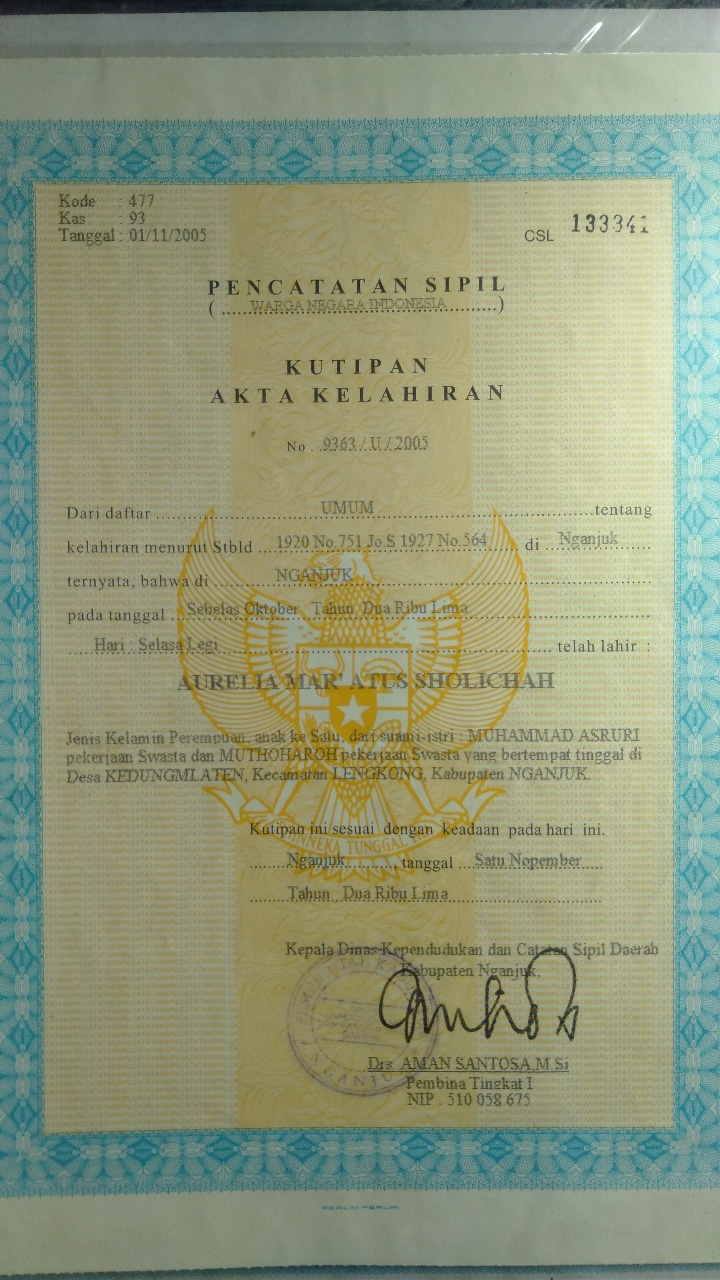 Kode : 477
Kas : 93
Tanggal : 01/11/2005
CSL 133341
PENCATATAN SIPIL
( WARGA NEGARA INDONESIA )
KUTIPAN
AKTA KELAHIRAN
No . 9363 / U / 2005
Dari daftar UMUM tentang
kelahiran menurut Stbld 1920 No.751 Jo.S 1927 No.564 di Nganjuk
ternyata, bahwa di NGANJUK
pada tanggal Sebelas Oktober Tahun Dua Ribu Lima
Hari : Selasa Legi telah lahir :
AURELIA MAR' ATUS SHOLICHAH
Jenis Kelamin Perempuan, anak ke Satu, dari suami-istri : MUHAMMAD ASRURI
pekerjaan Swasta dan MUTHOHAROH pekerjaan Swasta yang bertempat tinggal di
Desa KEDUNGMLATEN, Kecamatan LENGKONG, Kabupaten NGANJUK.
NEKA TUNGGAL
Kutipan ini sesuai dengan keadaan pada hari ini.
Nganjuk, tanggal Satu Nopember
Tahun Dua Ribu Lima
Kepala Dinas Kependudukan dan Catatan Sipil Daerah
Kabupaten Nganjuk,
NGANJUK
Drs. AMAN SANTOSA,M.Si
Pembina Tingkat I
NIP . 510 058 675
PERUM PERURI